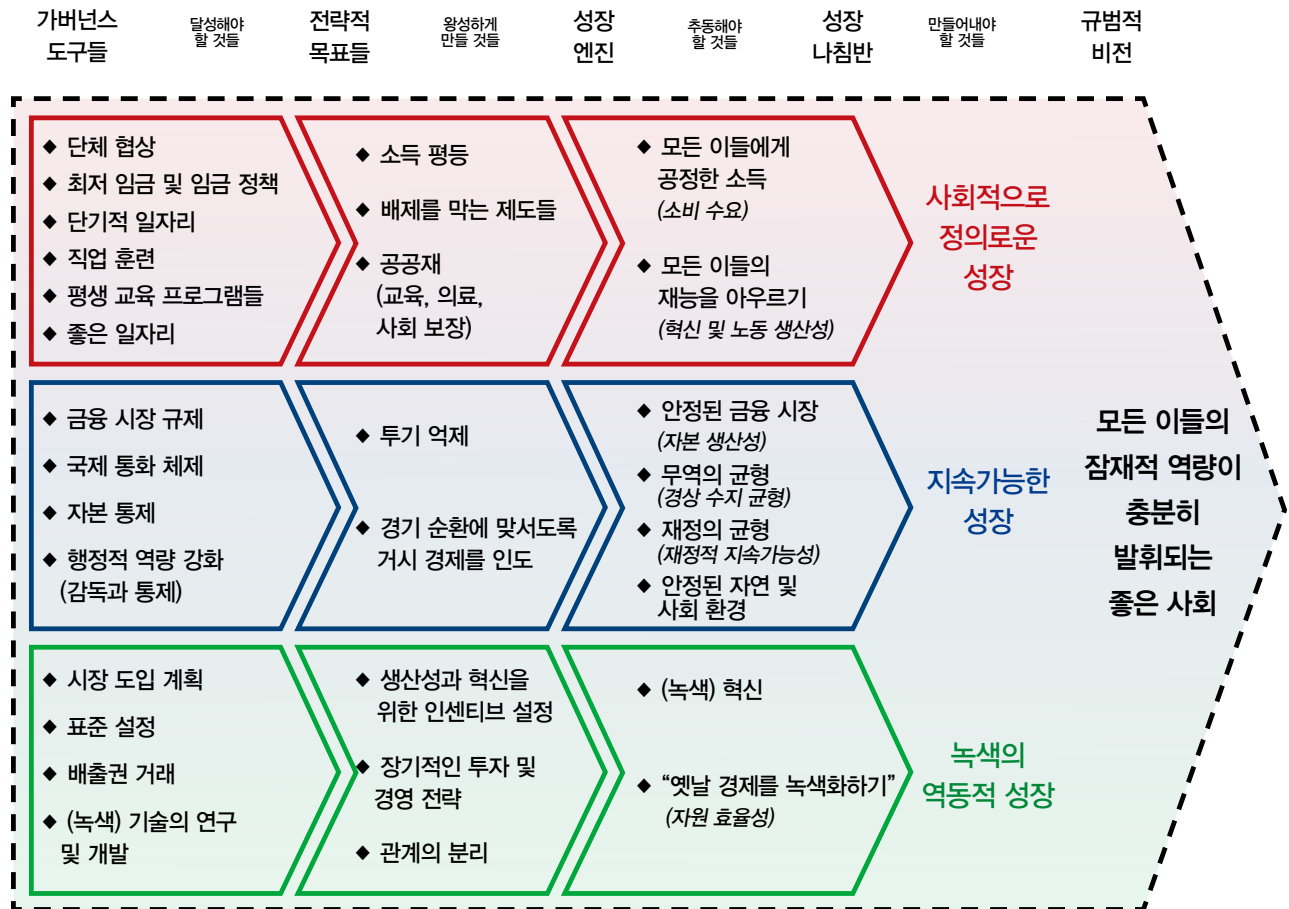 가버넌스
도구들
달성해야
할 것들
전략적
목표들
왕성하게
만들 것들
성장
엔진
추동해야
할 것들
성장
나침반
만들어내야
할 것들
규범적
비전
◆ 단체 협상
◆ 최저 임금 및 임금 정책
◆ 단기적 일자리
◆ 직업 훈련
◆ 평생 교육 프로그램들
◆ 좋은 일자리
◆ 소득 평등
◆ 배제를 막는 제도들
◆ 공공재
(교육, 의료,
사회 보장)
◆ 모든 이들에게
공정한 소득
(소비 수요)
◆ 모든 이들의
재능을 아우르기
(혁신 및 노동 생산성)
사회적으로
정의로운
성장
◆ 금융 시장 규제
◆ 국제 통화 체제
◆ 자본 통제
◆ 행정적 역량 강화
(감독과 통제)
◆ 투기 억제
◆ 경기 순환에 맞서도록
거시 경제를 인도
◆ 안정된 금융 시장
(자본 생산성)
◆ 무역의 균형
(경상 수지 균형)
◆ 재정의 균형
(재정적 지속가능성)
◆ 안정된 자연 및
사회 환경
지속가능한
성장
◆ 시장 도입 계획
◆ 표준 설정
◆ 배출권 거래
◆ (녹색) 기술의 연구
및 개발
◆ 생산성과 혁신을
위한 인센티브 설정
◆ 장기적인 투자 및
경영 전략
◆ 관계의 분리
◆ (녹색) 혁신
◆ “옛날 경제를 녹색화하기”
(자원 효율성)
녹색의
역동적 성장
모든 이들의
잠재적 역량이
충분히
발휘되는
좋은 사회